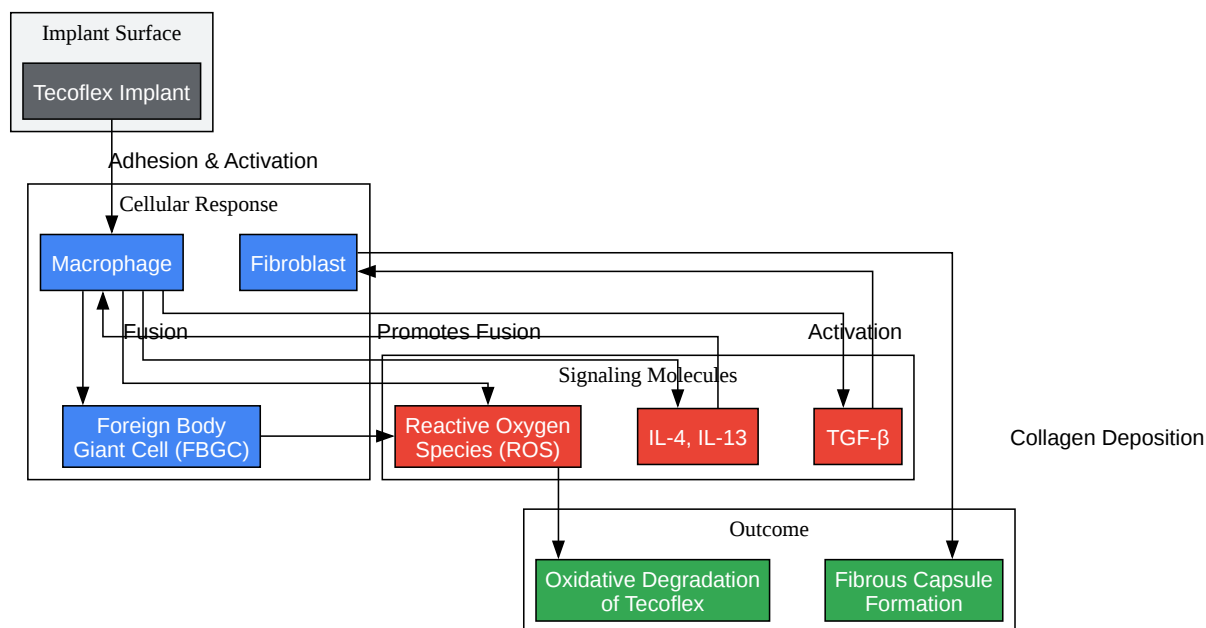 Implant Surface
Tecoflex Implant
Adhesion & Activation
Cellular Response
Macrophage
Fibroblast
Fusion
Promotes Fusion
Activation
Signaling Molecules
Foreign Body
Giant Cell (FBGC)
Reactive Oxygen
Species (ROS)
IL-4, IL-13
TGF-β
Collagen Deposition
Outcome
Oxidative Degradation
of Tecoflex
Fibrous Capsule
Formation